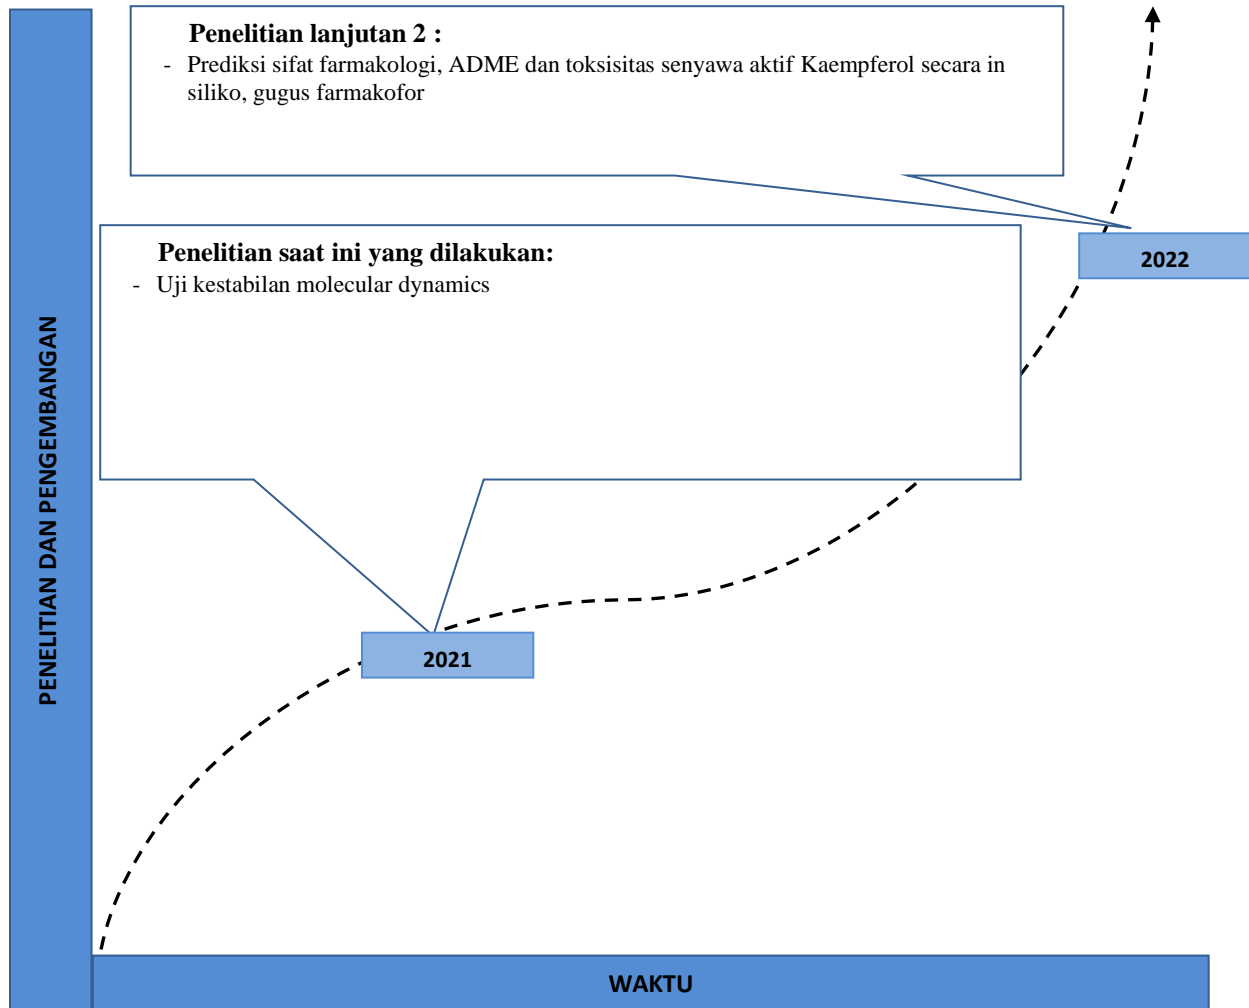 Penelitian lanjutan 2 :
- Prediksi sifat farmakologi, ADME dan toksisitas senyawa aktif Kaempferol secara in
siliko, gugus farmakofor
Penelitian saat ini yang dilakukan:
- Uji kestabilan molecular dynamics
2022
2021
PENELITIAN DAN PENGEMBANGAN
WAKTU